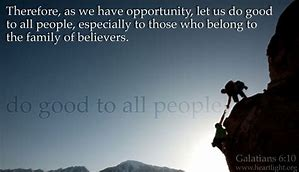 Therefore, as we have opportunity, let us do good
to all people, especially to those who belong to
the family of believers.
do good to all people
Galatians 6:10
www.heartlight.org